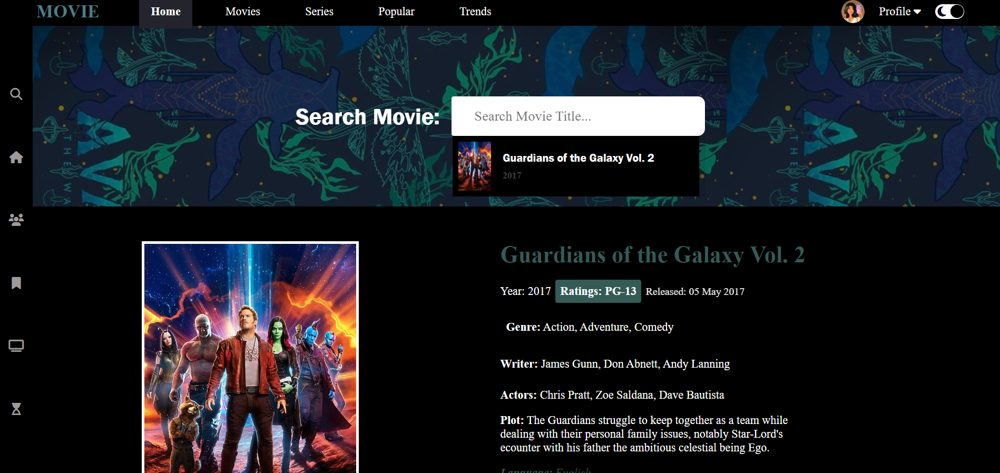 MOVIE
Home
Movies
Series
Popular
Trends
Profile
Search Movie:
Search Movie Title...
Guardians of the Galaxy Vol. 2
2017
THE WA
THE WA
Guardians of the Galaxy Vol. 2
Year: 2017 Ratings: PG-13 Released: 05 May 2017
Genre: Action, Adventure, Comedy
Writer: James Gunn, Don Abnett, Andy Lanning
Actors: Chris Pratt, Zoe Saldana, Dave Bautista
Plot: The Guardians struggle to keep together as a team while
dealing with their personal family issues, notably Star-Lord's
ecounter with his father the ambitious celestial being Ego.
Language: English